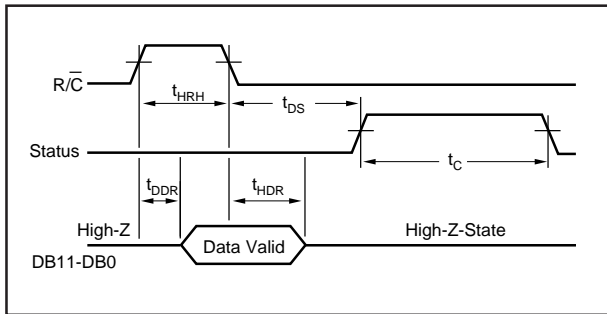 R/C̅
t_HRH
t_DS
Status
t_C
t_DDR
t_HDR
High-Z
Data Valid
High-Z-State
DB11-DB0